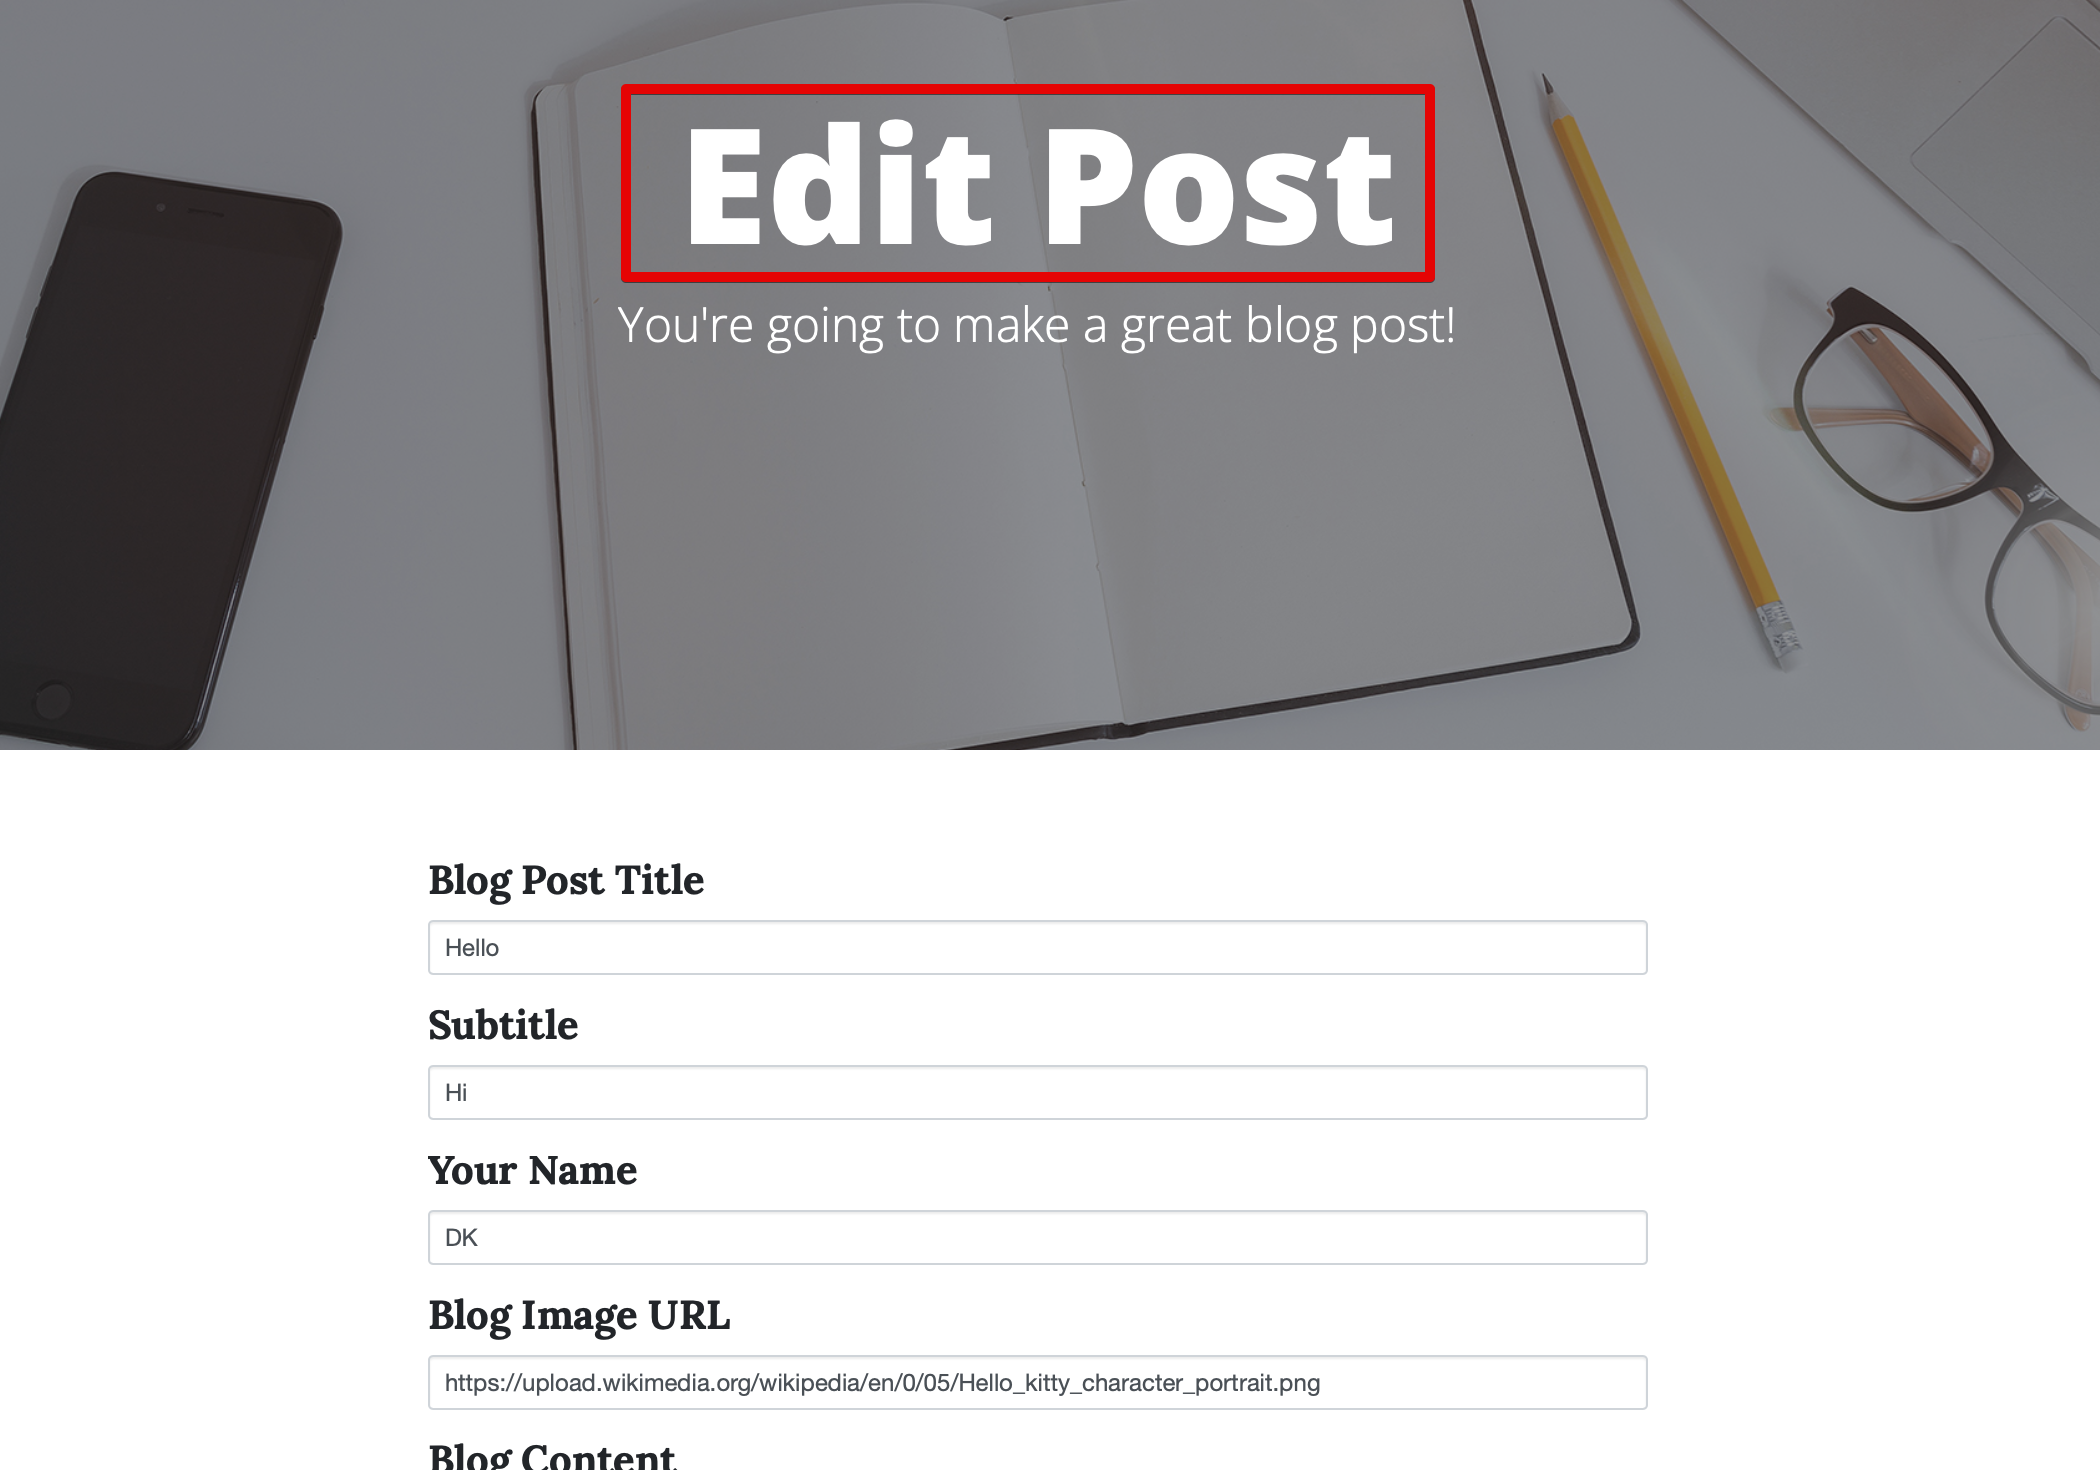 Edit Post
You're going to make a great blog post!
Blog Post Title
Hello
Subtitle
Hi
Your Name
DK
Blog Image URL
https://upload.wikimedia.org/wikipedia/en/0/05/Hello_kitty_character_portrait.png
Blog Content